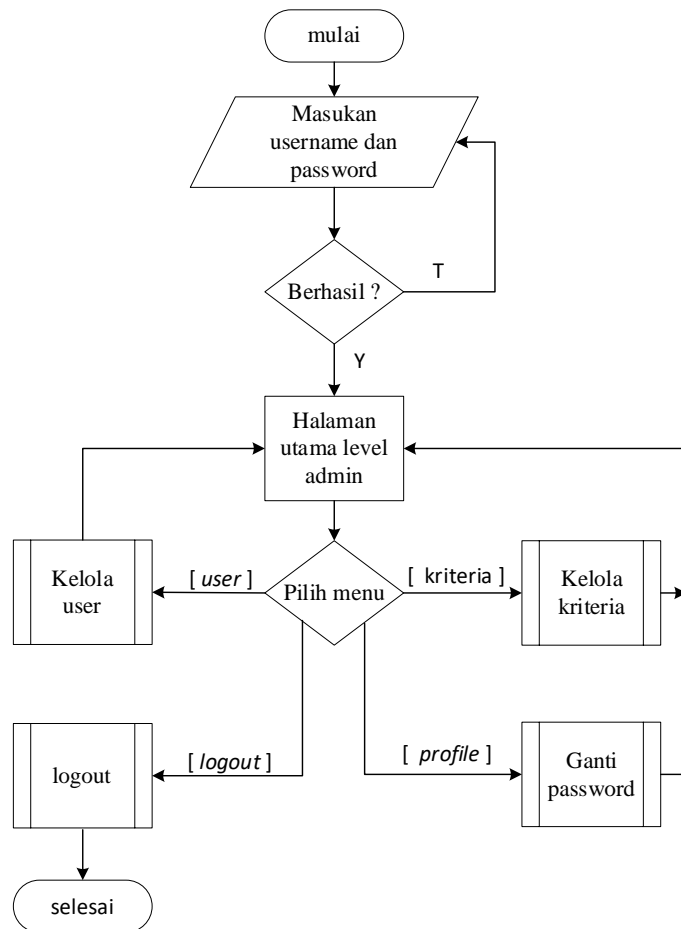 mulai
Masukan
username dan
password
Berhasil ?
T
Y
Halaman
utama level
admin
Kelola
user
[ user ]
Pilih menu
[ kriteria ]
Kelola
kriteria
logout
[ logout ]
[ profile ]
Ganti
password
selesai